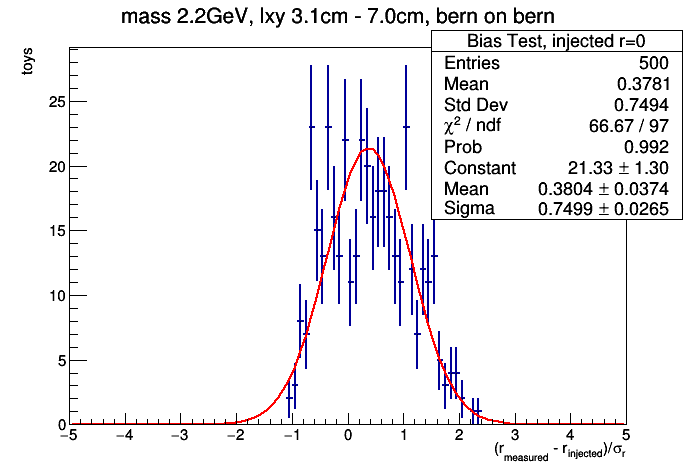 mass 2.2GeV, lxy 3.1cm - 7.0cm, bern on bern
Bias Test, injected r=0
Entries 500
Mean 0.3781
Std Dev 0.7494
χ² / ndf 66.67 / 97
Prob 0.992
Constant 21.33 ± 1.30
Mean 0.3804 ± 0.0374
Sigma 0.7499 ± 0.0265
toys
25
20
15
10
5
0
−5 −4 −3 −2 −1 0 1 2 3 4 5
(r_measured - r_injected)/σ_r